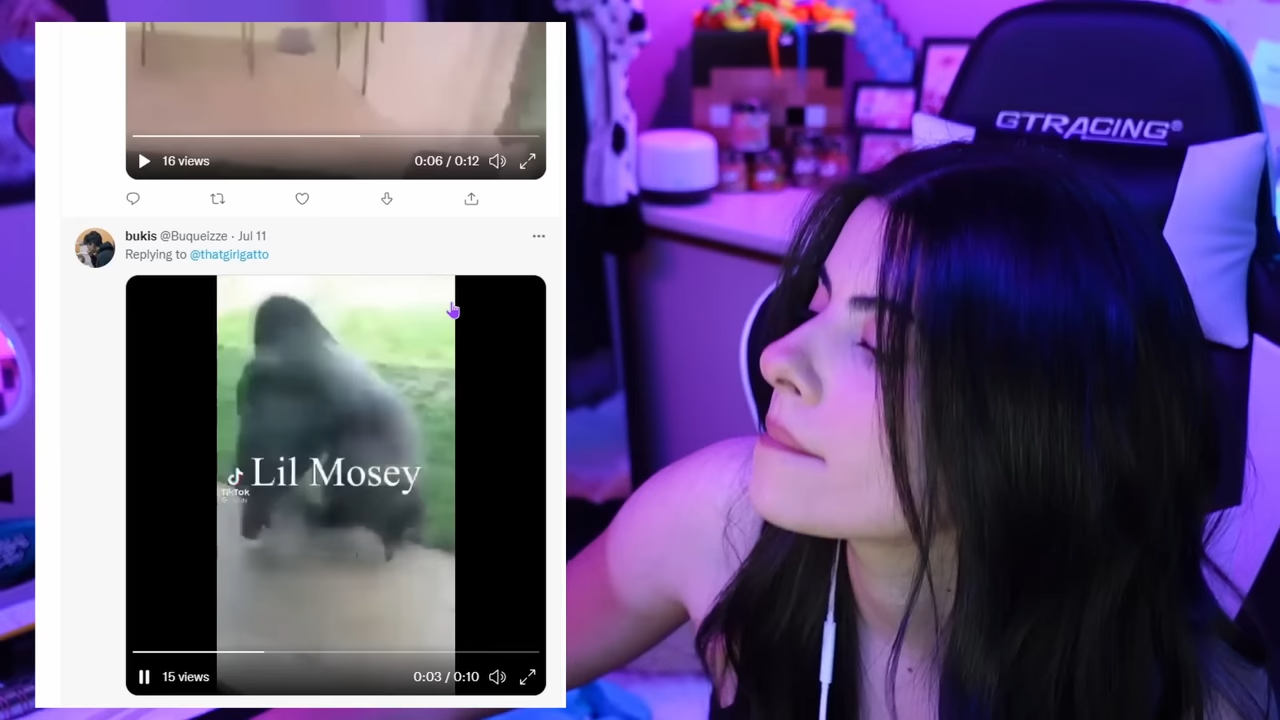 16 views
0:06 / 0:12
bukis @Buqueizze · Jul 11
Replying to @thatgirlgatto
Lil Mosey
TikTok
15 views
0:03 / 0:10
GTRACING®